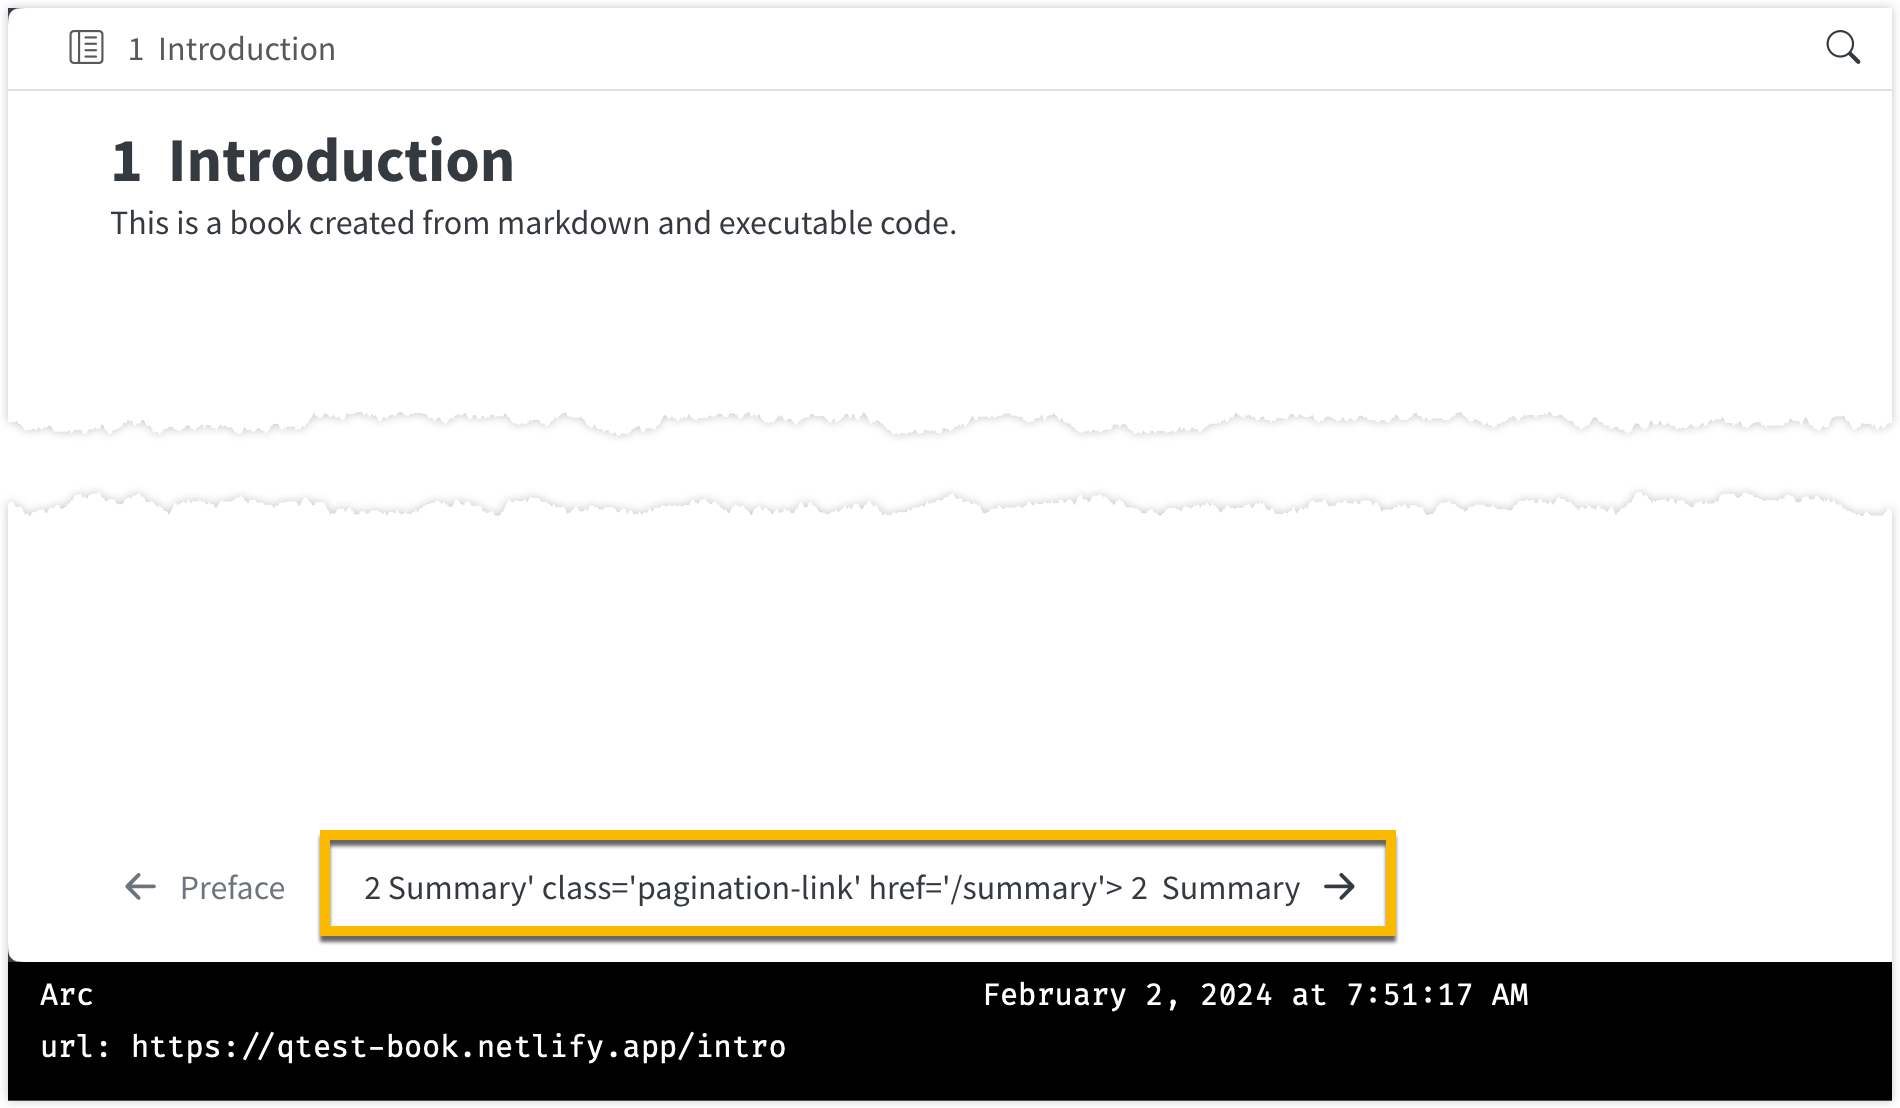 1 Introduction
1 Introduction
This is a book created from markdown and executable code.
Preface
2 Summary' class='pagination-link' href='/summary'> 2 Summary
Arc
February 2, 2024 at 7:51:17 AM
url: https://qtest-book.netlify.app/intro